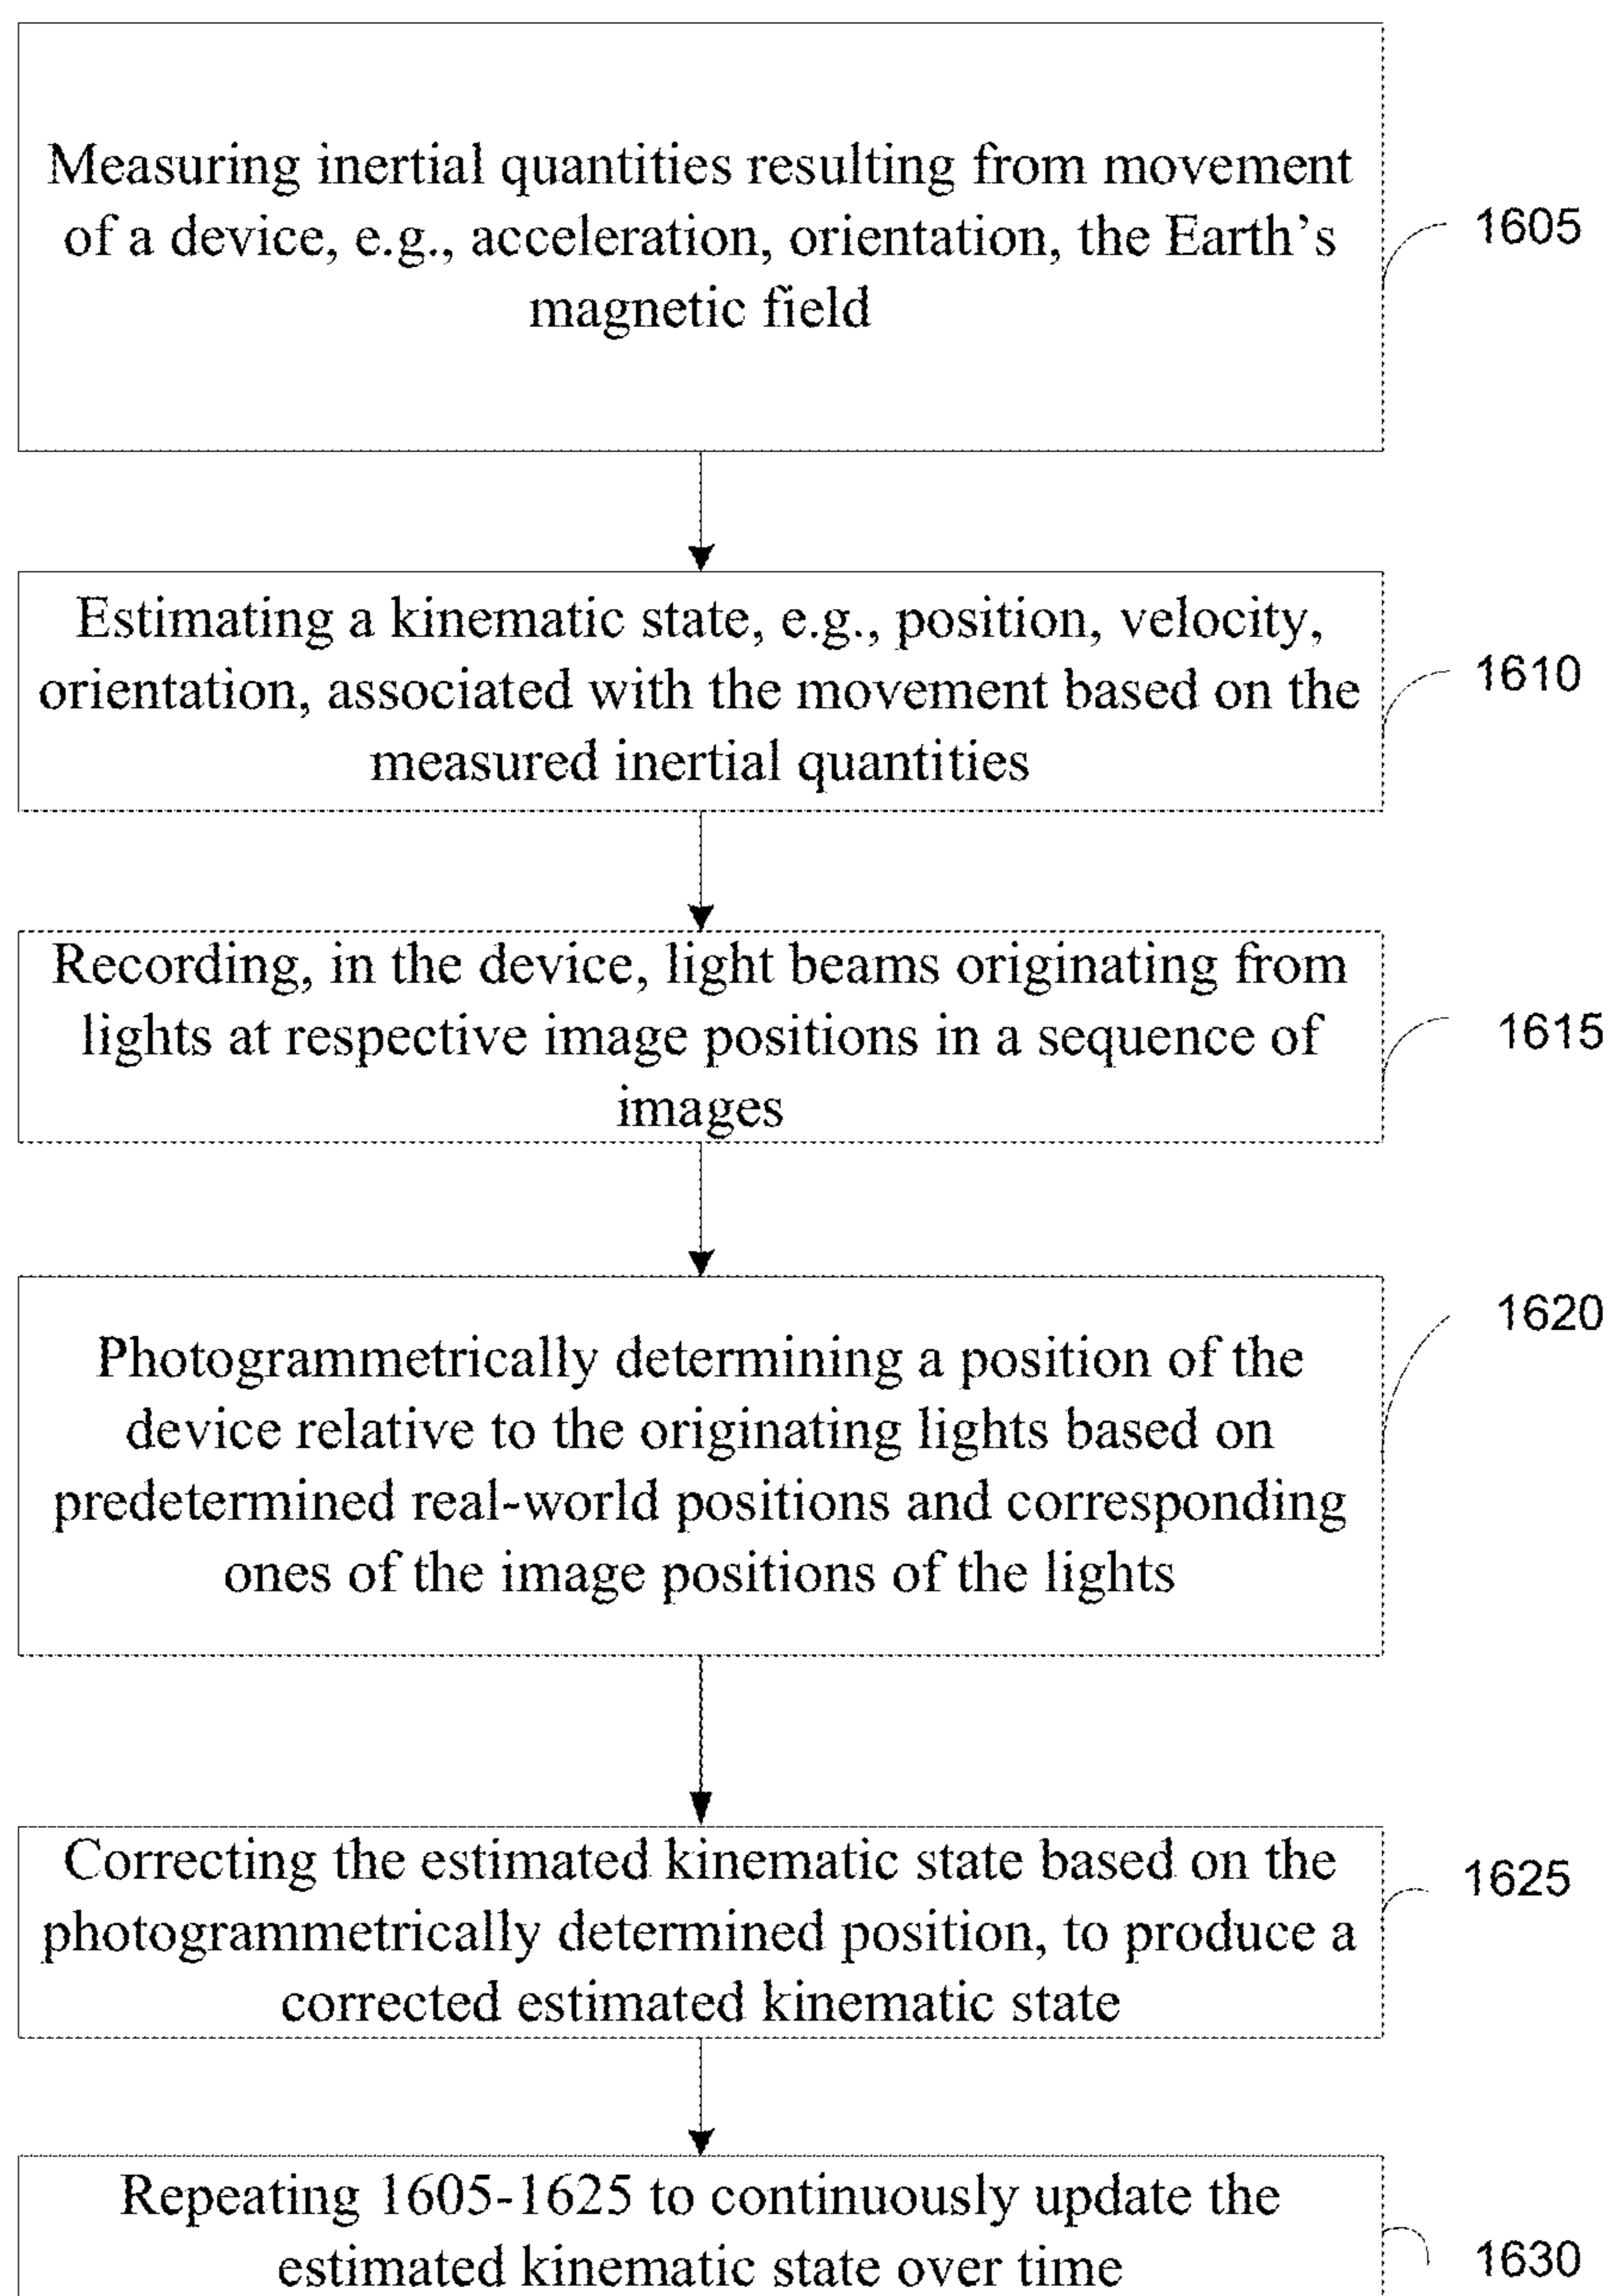 Measuring inertial quantities resulting from movement
of a device, e.g., acceleration, orientation, the Earth's
magnetic field
1605
Estimating a kinematic state, e.g., position, velocity,
orientation, associated with the movement based on the
measured inertial quantities
1610
Recording, in the device, light beams originating from
lights at respective image positions in a sequence of
images
1615
Photogrammetrically determining a position of the
device relative to the originating lights based on
predetermined real-world positions and corresponding
ones of the image positions of the lights
1620
Correcting the estimated kinematic state based on the
photogrammetrically determined position, to produce a
corrected estimated kinematic state
1625
Repeating 1605-1625 to continuously update the
estimated kinematic state over time
1630